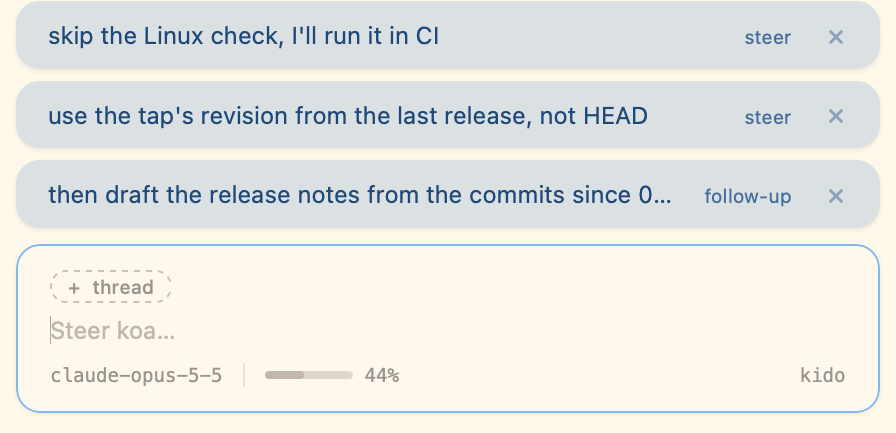 skip the Linux check, I'll run it in CI steer ×
use the tap's revision from the last release, not HEAD steer ×
then draft the release notes from the commits since 0… follow-up ×
+ thread
Steer koa…
claude-opus-5-5 44% kido